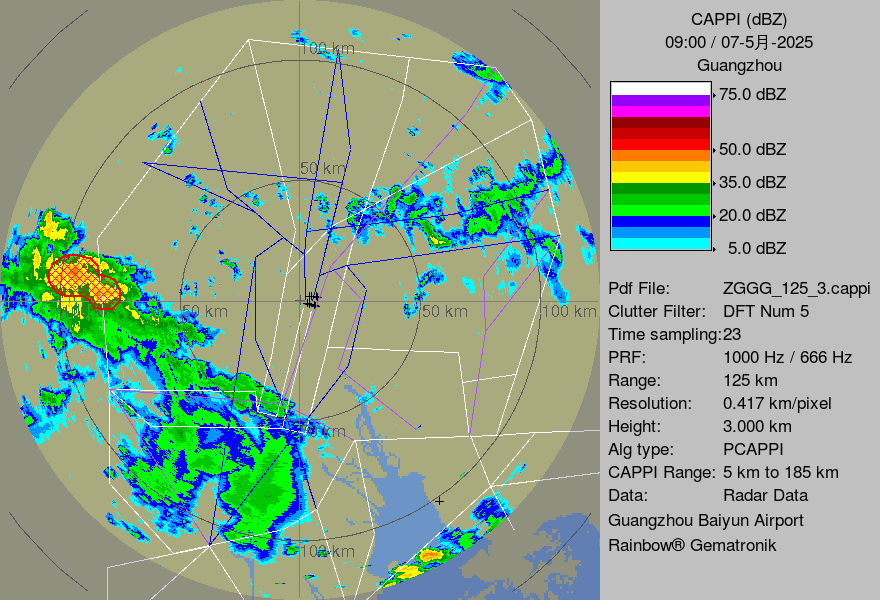 CAPPI (dBZ)
09:00 / 07-5月-2025
Guangzhou
75.0 dBZ
50.0 dBZ
35.0 dBZ
20.0 dBZ
5.0 dBZ
Pdf File: ZGGG_125_3.cappi
Clutter Filter: DFT Num 5
Time sampling:23
PRF: 1000 Hz / 666 Hz
Range: 125 km
Resolution: 0.417 km/pixel
Height: 3.000 km
Alg type: PCAPPI
CAPPI Range: 5 km to 185 km
Data: Radar Data
Guangzhou Baiyun Airport
Rainbow® Gematronik
100 km
50 km
50 km
50 km
100 km